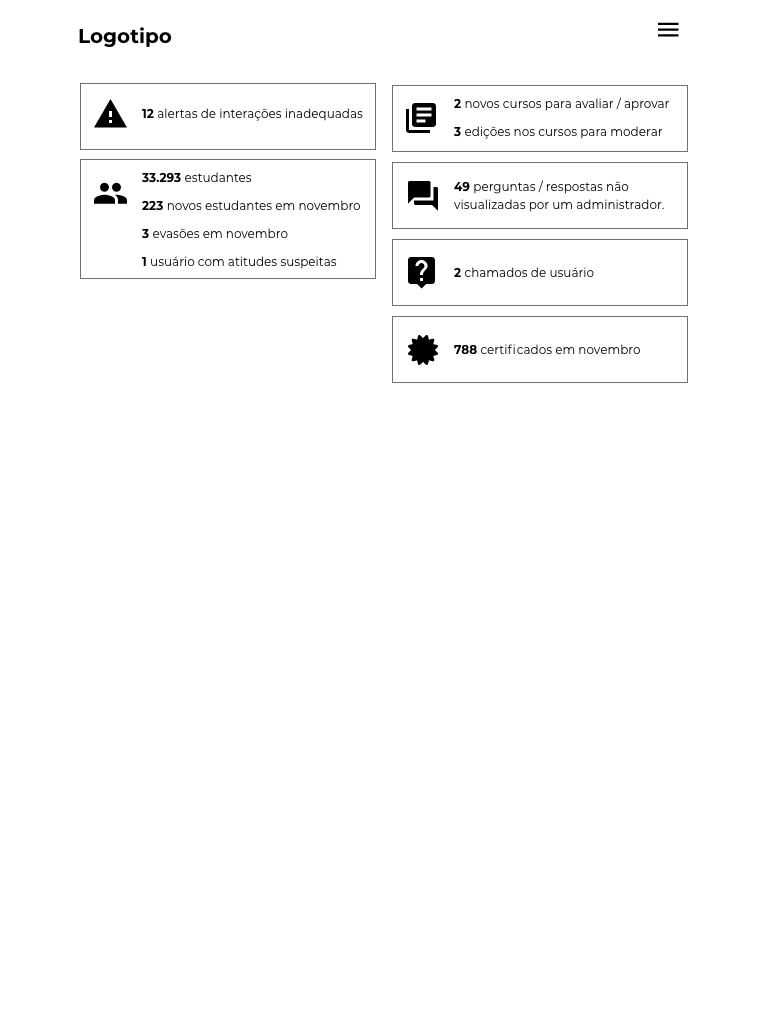 Logotipo
12 alertas de interações inadequadas
33.293 estudantes
223 novos estudantes em novembro
3 evasões em novembro
1 usuário com atitudes suspeitas
2 novos cursos para avaliar / aprovar
3 edições nos cursos para moderar
49 perguntas / respostas não
visualizadas por um administrador.
2 chamados de usuário
788 certificados em novembro